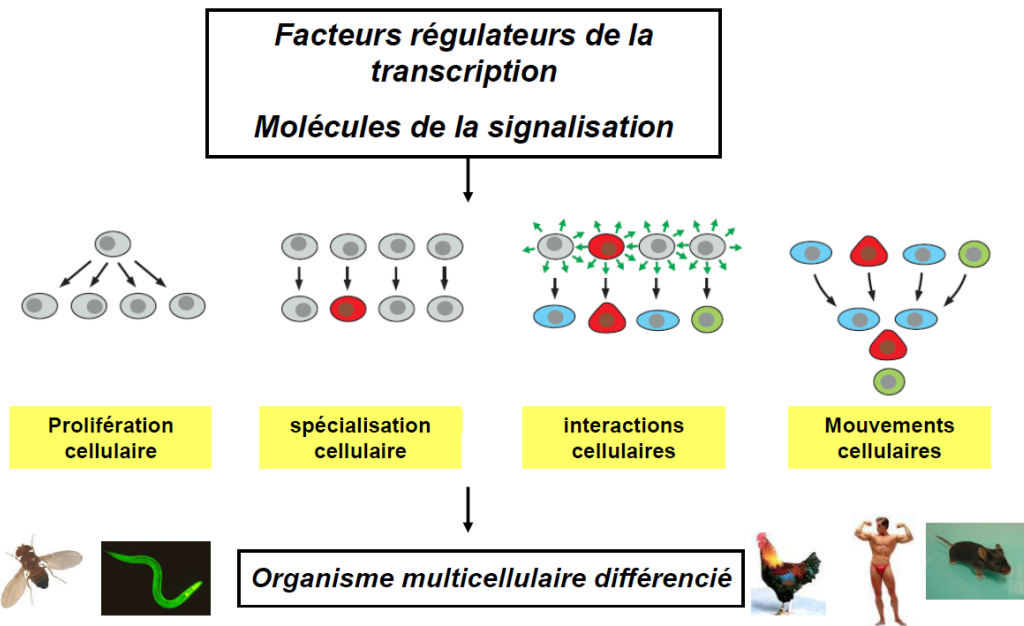 Facteurs régulateurs de la
transcription
Molécules de la signalisation
Prolifération
cellulaire
spécialisation
cellulaire
interactions
cellulaires
Mouvements
cellulaires
Organisme multicellulaire différencié